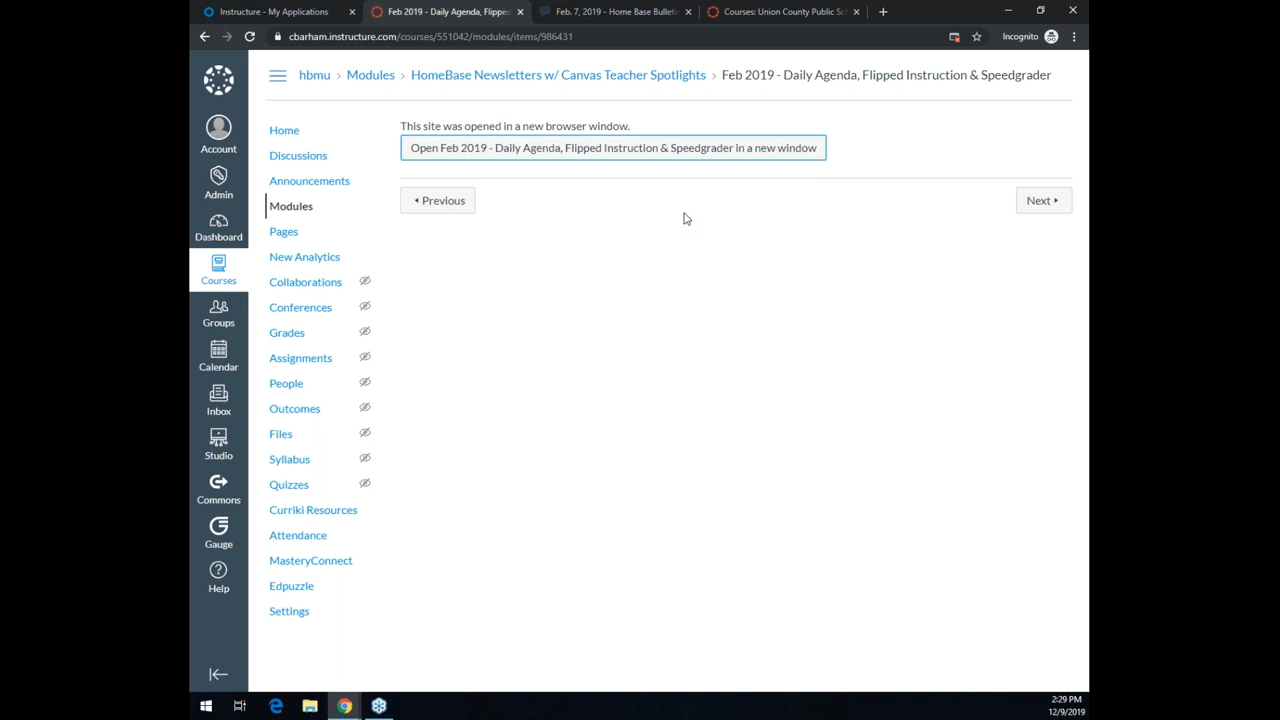 Instructure - My Applications
Feb 2019 - Daily Agenda, Flipped
Feb. 7, 2019 - Home Base Bulletin
Courses: Union County Public Sc
cbarham.instructure.com/courses/551042/modules/items/986431
Incognito
hbmu › Modules › HomeBase Newsletters w/ Canvas Teacher Spotlights › Feb 2019 - Daily Agenda, Flipped Instruction & Speedgrader
Account
Admin
Dashboard
Courses
Groups
Calendar
Inbox
Studio
Commons
Gauge
Help
Home
Discussions
Announcements
Modules
Pages
New Analytics
Collaborations
Conferences
Grades
Assignments
People
Outcomes
Files
Syllabus
Quizzes
Curriki Resources
Attendance
MasteryConnect
Edpuzzle
Settings
This site was opened in a new browser window.
Open Feb 2019 - Daily Agenda, Flipped Instruction & Speedgrader in a new window
Previous
Next
2:29 PM
12/9/2019